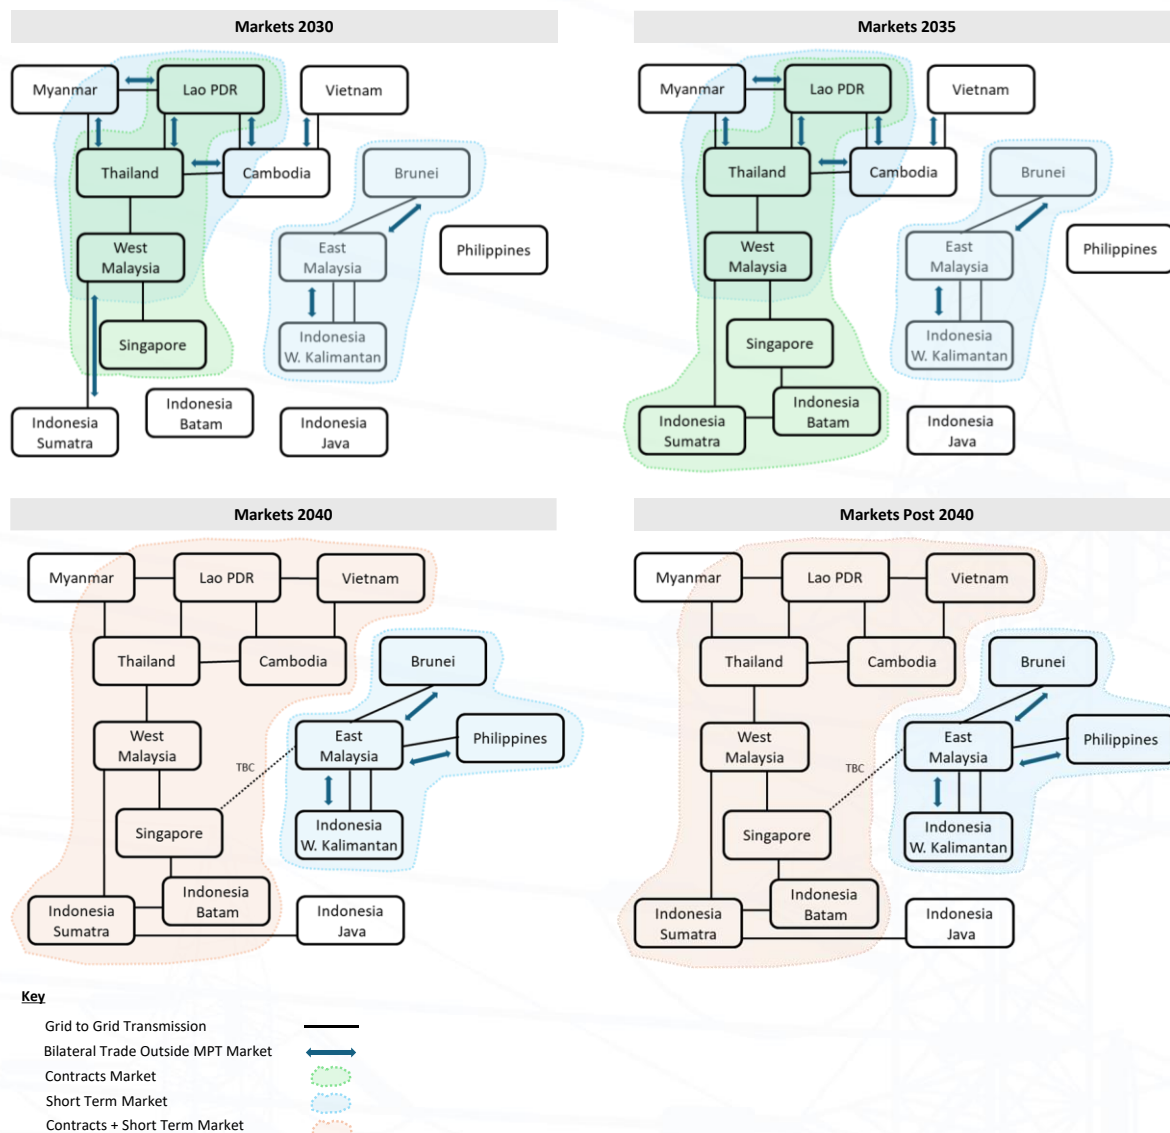 Markets 2030
Myanmar
Lao PDR
Vietnam
Thailand
Cambodia
Brunei
West
Malaysia
East
Malaysia
Philippines
Singapore
Indonesia
W. Kalimantan
Indonesia
Sumatra
Indonesia
Batam
Indonesia
Java
Markets 2035
Myanmar
Lao PDR
Vietnam
Thailand
Cambodia
Brunei
West
Malaysia
East
Malaysia
Philippines
Singapore
Indonesia
W. Kalimantan
Indonesia
Sumatra
Indonesia
Batam
Indonesia
Java
Markets 2040
Myanmar
Lao PDR
Vietnam
Thailand
Cambodia
Brunei
West
Malaysia
East
Malaysia
Philippines
TBC
Singapore
Indonesia
W. Kalimantan
Indonesia
Sumatra
Indonesia
Batam
Indonesia
Java
Markets Post 2040
Myanmar
Lao PDR
Vietnam
Thailand
Cambodia
Brunei
West
Malaysia
East
Malaysia
Philippines
TBC
Singapore
Indonesia
W. Kalimantan
Indonesia
Sumatra
Indonesia
Batam
Indonesia
Java
Key
Grid to Grid Transmission
Bilateral Trade Outside MPT Market
Contracts Market
Short Term Market
Contracts + Short Term Market